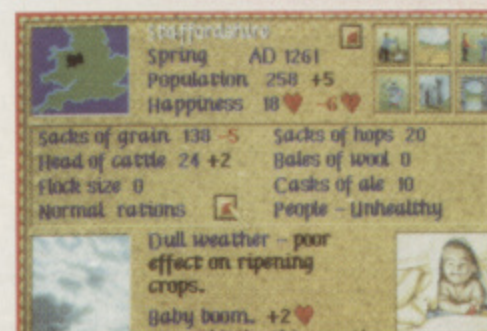 Staffordshire
Spring AD 1261
Population 258 +5
Happiness 18 -6
Sacks of grain 138 -5 Sacks of hops 20
Head of cattle 24 +2 Bales of wool 0
Flock size 0 Casks of ale 10
Normal rations People - Unhealthy
Dull weather - poor
effect on ripening
crops.
Baby boom. +2